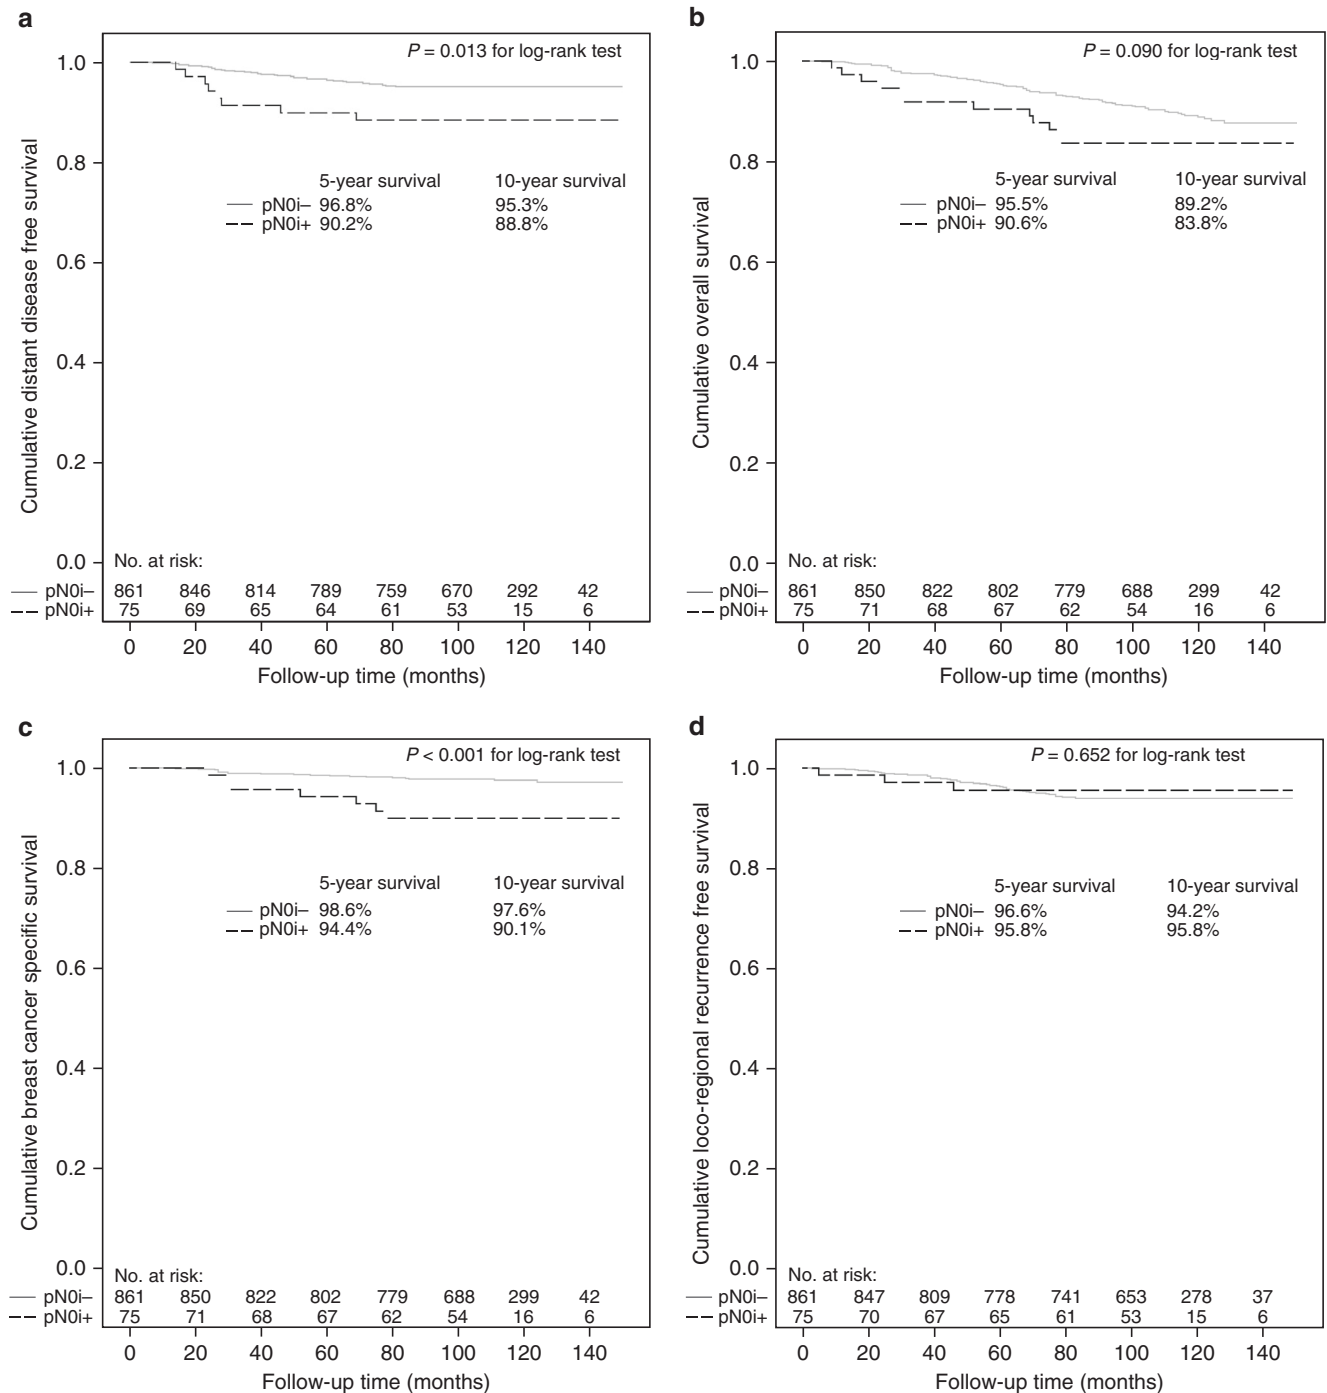 a
P = 0.013 for log-rank test
Cumulative distant disease free survival
1.0
0.8
0.6
0.4
0.2
0.0
5-year survival 10-year survival
pN0i– 96.8% 95.3%
pN0i+ 90.2% 88.8%
No. at risk:
pN0i– 861 846 814 789 759 670 292 42
pN0i+ 75 69 65 64 61 53 15 6
0 20 40 60 80 100 120 140
Follow-up time (months)
b
P = 0.090 for log-rank test
Cumulative overall survival
1.0
0.8
0.6
0.4
0.2
0.0
5-year survival 10-year survival
pN0i– 95.5% 89.2%
pN0i+ 90.6% 83.8%
No. at risk:
pN0i– 861 850 822 802 779 688 299 42
pN0i+ 75 71 68 67 62 54 16 6
0 20 40 60 80 100 120 140
Follow-up time (months)
c
P < 0.001 for log-rank test
Cumulative breast cancer specific survival
1.0
0.8
0.6
0.4
0.2
0.0
5-year survival 10-year survival
pN0i– 98.6% 97.6%
pN0i+ 94.4% 90.1%
No. at risk:
pN0i– 861 850 822 802 779 688 299 42
pN0i+ 75 71 68 67 62 54 16 6
0 20 40 60 80 100 120 140
Follow-up time (months)
d
P = 0.652 for log-rank test
Cumulative loco-regional recurrence free survival
1.0
0.8
0.6
0.4
0.2
0.0
5-year survival 10-year survival
pN0i– 96.6% 94.2%
pN0i+ 95.8% 95.8%
No. at risk:
pN0i– 861 847 809 778 741 653 278 37
pN0i+ 75 70 67 65 61 53 15 6
0 20 40 60 80 100 120 140
Follow-up time (months)